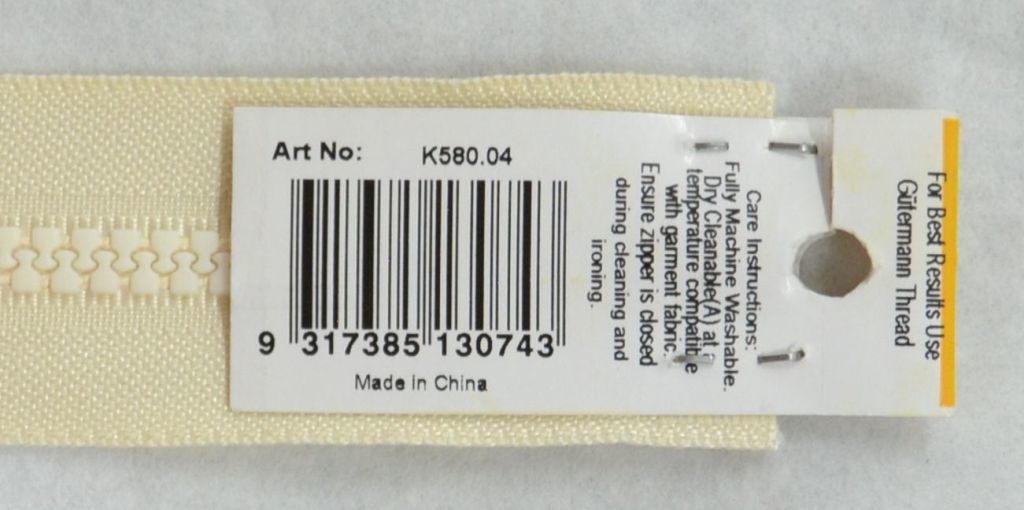 Art No: K580.04
9 317385 130743
Made in China
Care Instructions:
Fully Machine Washable.
Dry Cleanable(A) at
temperature compatible
with garment fabric.
Ensure zipper is closed
during cleaning and
ironing.
For Best Results Use
Gütermann Thread